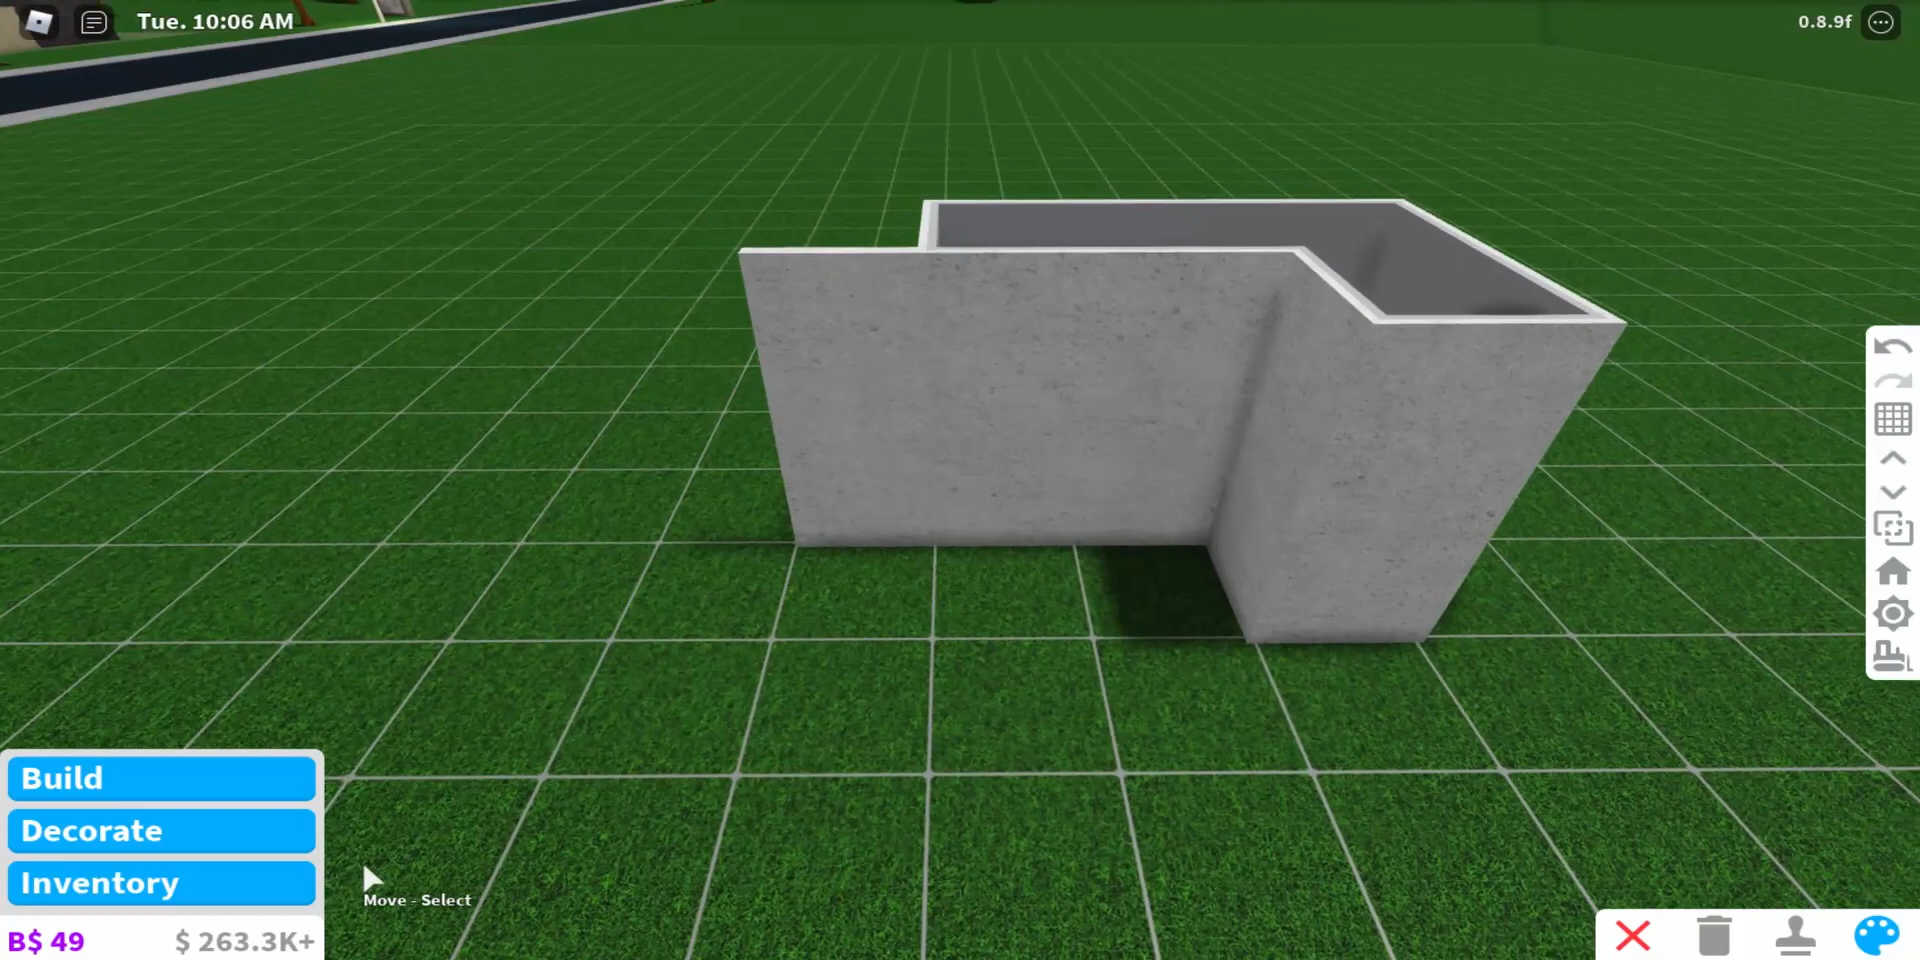 Tue. 10:06 AM
0.8.9f
Build
Decorate
Inventory
Move - Select
B$ 49
$ 263.3K+